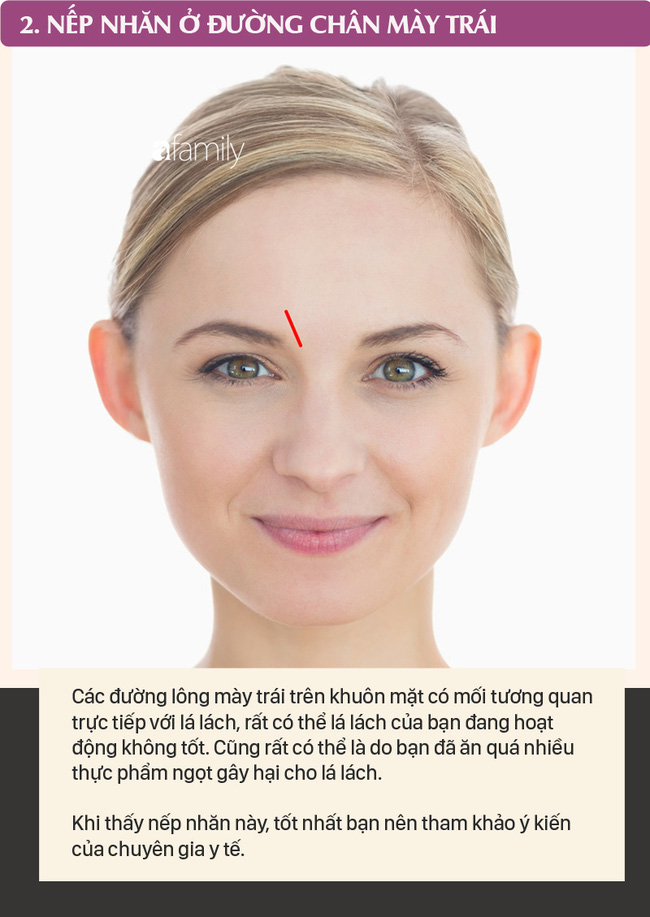 2. NẾP NHĂN Ở ĐƯỜNG CHÂN MÀY TRÁI
afamily
Các đường lông mày trái trên khuôn mặt có mối tương quan
trực tiếp với lá lách, rất có thể lá lách của bạn đang hoạt
động không tốt. Cũng rất có thể là do bạn đã ăn quá nhiều
thực phẩm ngọt gây hại cho lá lách.
Khi thấy nếp nhăn này, tốt nhất bạn nên tham khảo ý kiến
của chuyên gia y tế.